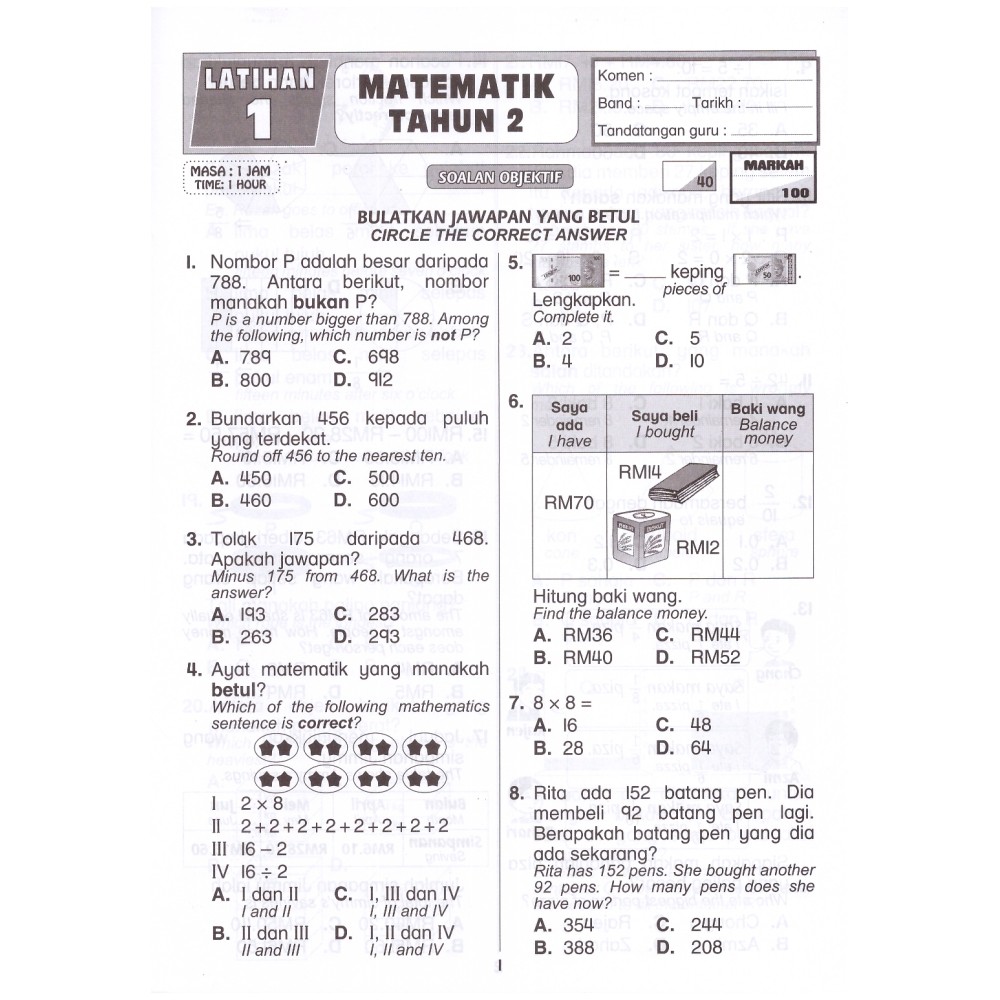 LATIHAN
1
MATEMATIK
TAHUN 2
Komen :
Band : Tarikh :
Tandatangan guru :
MASA : 1 JAM
TIME: 1 HOUR
SOALAN OBJEKTIF
40
MARKAH
100
BULATKAN JAWAPAN YANG BETUL
CIRCLE THE CORRECT ANSWER
1. Nombor P adalah besar daripada
788. Antara berikut, nombor
manakah bukan P?
P is a number bigger than 788. Among
the following, which number is not P?
A. 789 C. 698
B. 800 D. 912
2. Bundarkan 456 kepada puluh
yang terdekat.
Round off 456 to the nearest ten.
A. 450 C. 500
B. 460 D. 600
3. Tolak 175 daripada 468.
Apakah jawapan?
Minus 175 from 468. What is the
answer?
A. 193 C. 283
B. 263 D. 293
4. Ayat matematik yang manakah
betul?
Which of the following mathematics
sentence is correct?
I 2 × 8
II 2+2+2+2+2+2+2+2
III 16 – 2
IV 16 ÷ 2
A. I dan II C. I, III dan IV
I and II I, III and IV
B. II dan III D. I, II dan IV
II and III I, II and IV
5. 100 = ____ keping 50 .
pieces of
Lengkapkan.
Complete it.
A. 2 C. 5
B. 4 D. 10
6. Saya ada Saya beli Baki wang
I have I bought Balance money
RM14
RM70
RM12
Hitung baki wang.
Find the balance money.
A. RM36 C. RM44
B. RM40 D. RM52
7. 8 × 8 =
A. 16 C. 48
B. 28 D. 64
8. Rita ada 152 batang pen. Dia
membeli 92 batang pen lagi.
Berapakah batang pen yang dia
ada sekarang?
Rita has 152 pens. She bought another
92 pens. How many pens does she
have now?
A. 354 C. 244
B. 388 D. 208
1